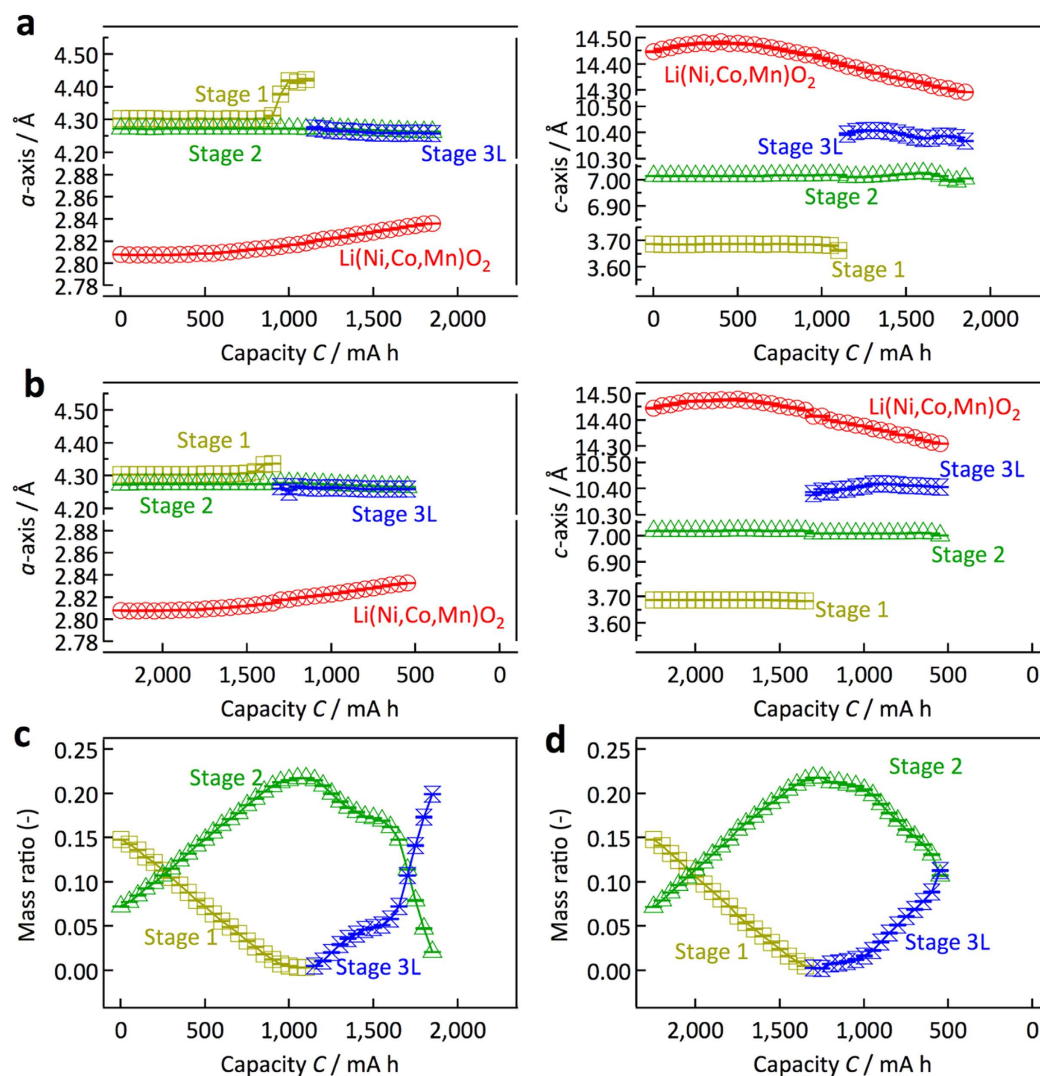 a
4.50
4.40
4.30
4.20
2.88
2.84
2.82
2.80
2.78
a-axis / Å
Stage 1
Stage 2
Stage 3L
Li(Ni,Co,Mn)O₂
0 500 1,000 1,500 2,000
Capacity C / mA h
14.50
14.40
14.30
10.50
10.40
10.30
7.00
6.90
3.70
3.60
c-axis / Å
Li(Ni,Co,Mn)O₂
Stage 3L
Stage 2
Stage 1
0 500 1,000 1,500 2,000
Capacity C / mA h
b
4.50
4.40
4.30
4.20
2.88
2.84
2.82
2.80
2.78
a-axis / Å
Stage 1
Stage 2
Stage 3L
Li(Ni,Co,Mn)O₂
2,000 1,500 1,000 500 0
Capacity C / mA h
14.50
14.40
14.30
10.50
10.40
10.30
7.00
6.90
3.70
3.60
c-axis / Å
Li(Ni,Co,Mn)O₂
Stage 3L
Stage 2
Stage 1
2,000 1,500 1,000 500 0
Capacity C / mA h
c
0.25
0.20
0.15
0.10
0.05
0.00
Mass ratio (-)
Stage 2
Stage 1
Stage 3L
0 500 1,000 1,500 2,000
Capacity C / mA h
d
0.25
0.20
0.15
0.10
0.05
0.00
Mass ratio (-)
Stage 2
Stage 1
Stage 3L
2,000 1,500 1,000 500 0
Capacity C / mA h